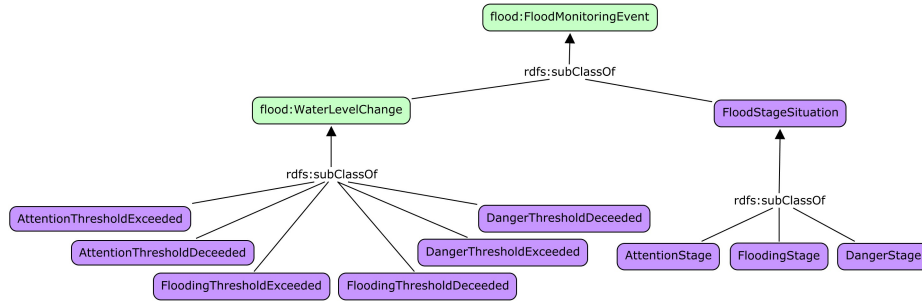 flood:FloodMonitoringEvent
rdfs:subClassOf
flood:WaterLevelChange
FloodStageSituation
rdfs:subClassOf
rdfs:subClassOf
AttentionThresholdExceeded
DangerThresholdDeceeded
AttentionThresholdDeceeded
DangerThresholdExceeded
AttentionStage
FloodingStage
DangerStage
FloodingThresholdExceeded
FloodingThresholdDeceeded